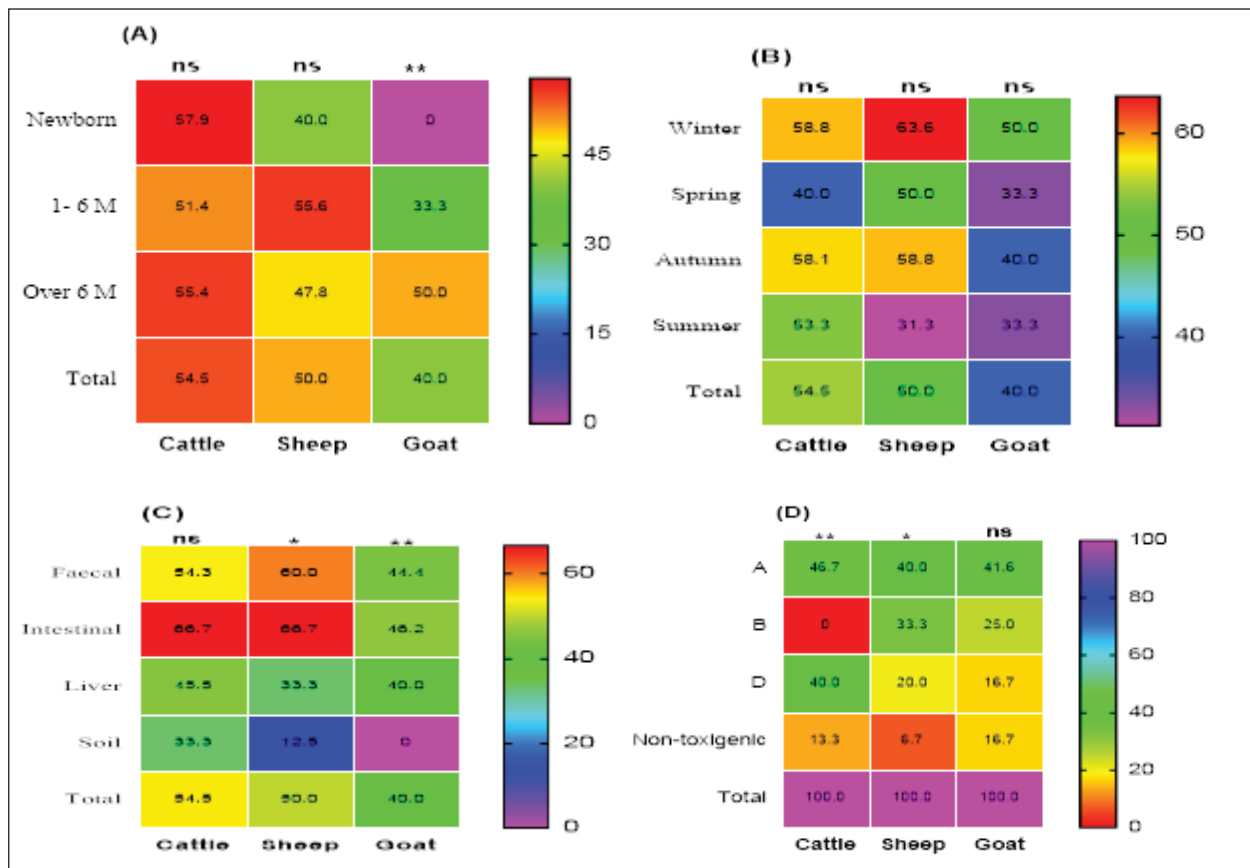 (A)
ns ns **
Newborn 57.9 40.0 0
1- 6 M 51.4 55.6 33.3
Over 6 M 55.4 47.8 50.0
Total 54.5 50.0 40.0
Cattle Sheep Goat
45
30
15
0
(B)
ns ns ns
Winter 58.8 63.6 50.0
Spring 40.0 50.0 33.3
Autumn 58.1 58.8 40.0
Summer 53.3 31.3 33.3
Total 54.5 50.0 40.0
Cattle Sheep Goat
60
50
40
(C)
ns * **
Faecal 54.3 60.0 44.4
Intestinal 66.7 66.7 46.2
Liver 45.5 33.3 40.0
Soil 33.3 12.5 0
Total 54.5 50.0 40.0
Cattle Sheep Goat
60
40
20
0
(D)
** * ns
A 46.7 40.0 41.6
B 0 33.3 25.0
D 40.0 20.0 16.7
Non-toxigenic 13.3 6.7 16.7
Total 100.0 100.0 100.0
Cattle Sheep Goat
100
80
60
40
20
0